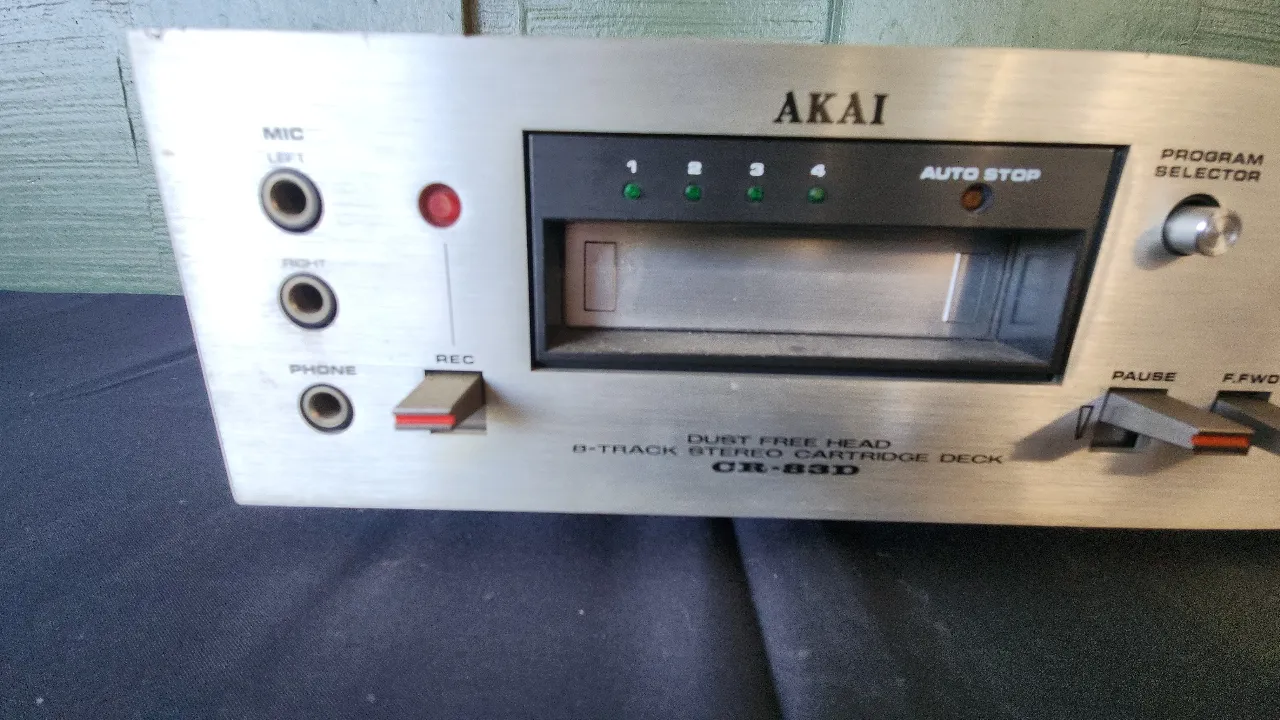 AKAI
MIC
LEFT
RIGHT
PHONE
REC
1 2 3 4
AUTO STOP
PROGRAM
SELECTOR
PAUSE
F.FWD
DUST FREE HEAD
8-TRACK STEREO CARTRIDGE DECK
CR-83D